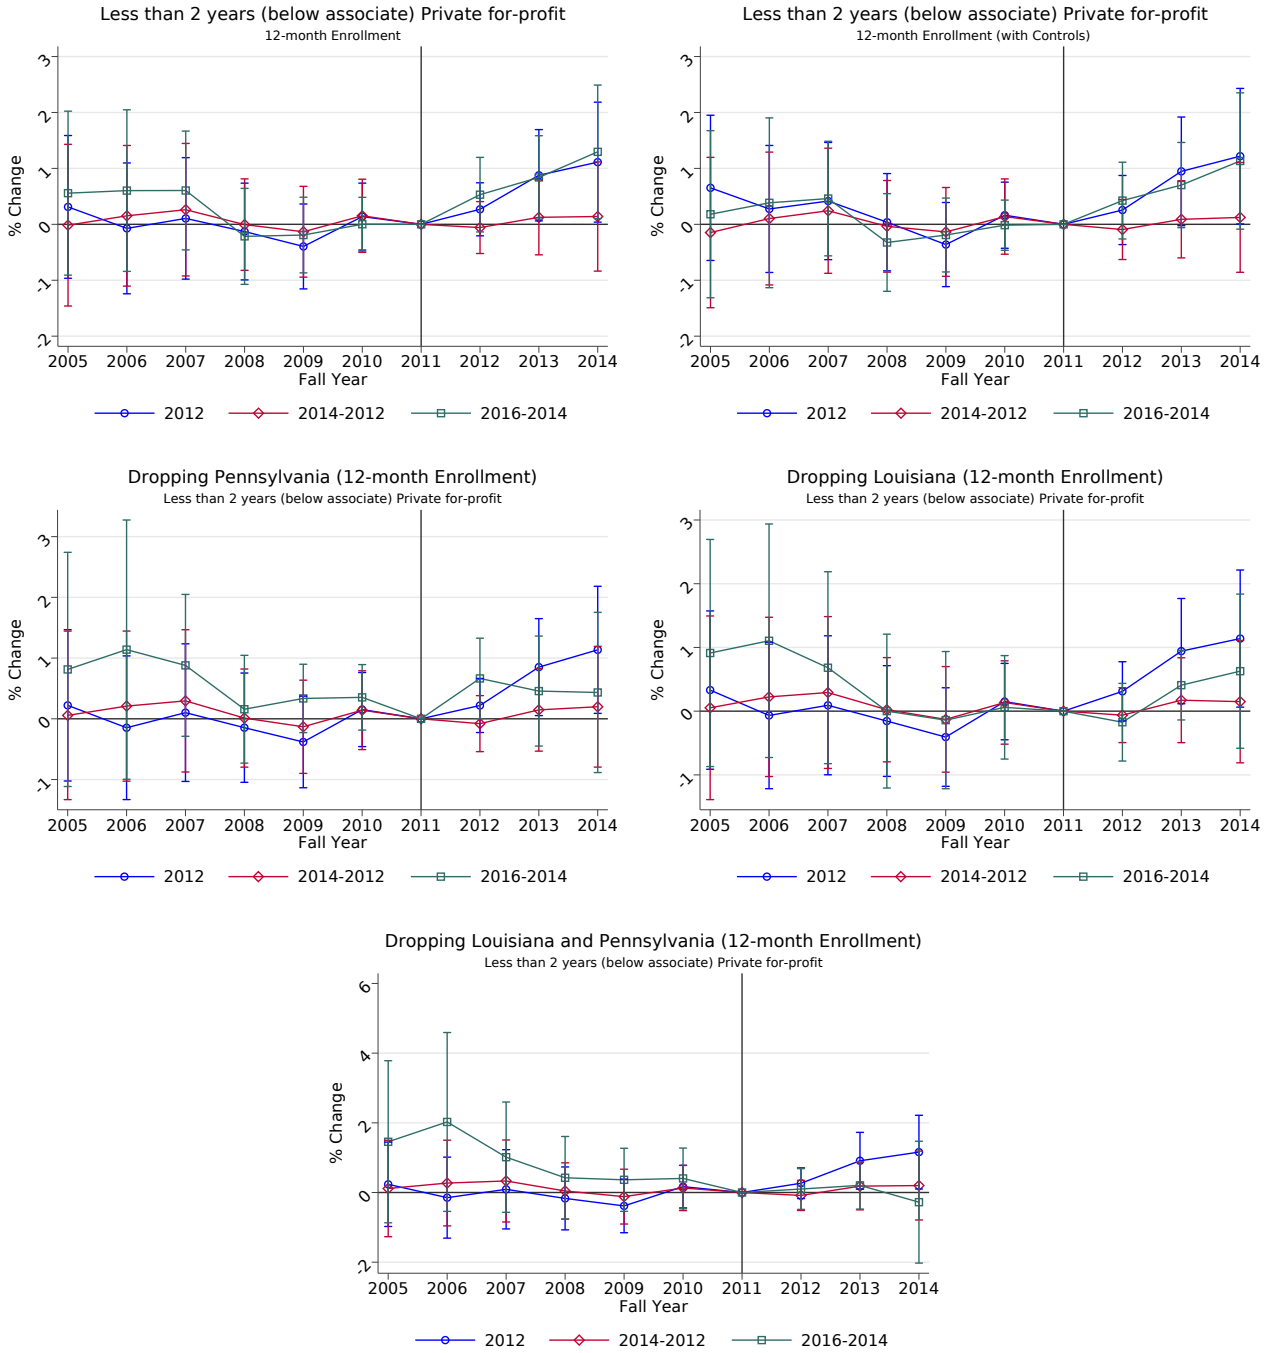 Less than 2 years (below associate) Private for-profit
12-month Enrollment
% Change
3
2
1
0
-1
-2
2005 2006 2007 2008 2009 2010 2011 2012 2013 2014
Fall Year
2012 2014-2012 2016-2014
Less than 2 years (below associate) Private for-profit
12-month Enrollment (with Controls)
% Change
3
2
1
0
-1
-2
2005 2006 2007 2008 2009 2010 2011 2012 2013 2014
Fall Year
2012 2014-2012 2016-2014
Dropping Pennsylvania (12-month Enrollment)
Less than 2 years (below associate) Private for-profit
% Change
3
2
1
0
-1
2005 2006 2007 2008 2009 2010 2011 2012 2013 2014
Fall Year
2012 2014-2012 2016-2014
Dropping Louisiana (12-month Enrollment)
Less than 2 years (below associate) Private for-profit
% Change
3
2
1
0
-1
2005 2006 2007 2008 2009 2010 2011 2012 2013 2014
Fall Year
2012 2014-2012 2016-2014
Dropping Louisiana and Pennsylvania (12-month Enrollment)
Less than 2 years (below associate) Private for-profit
% Change
6
4
2
0
-2
2005 2006 2007 2008 2009 2010 2011 2012 2013 2014
Fall Year
2012 2014-2012 2016-2014